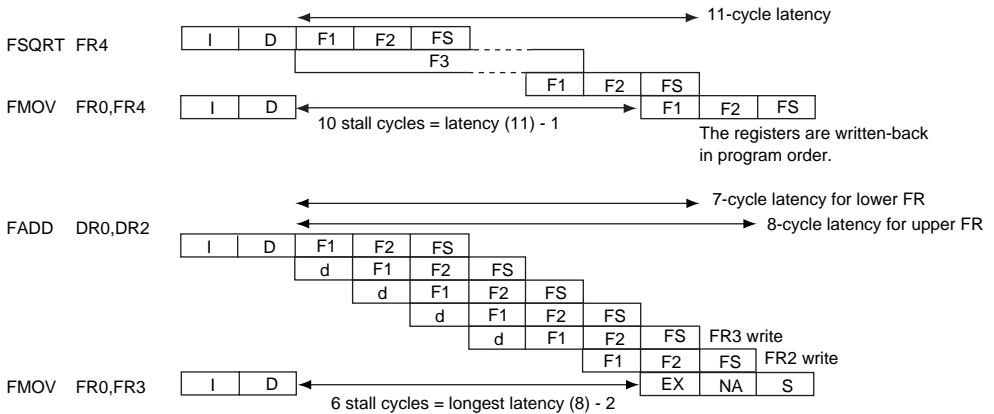 11-cycle latency
FSQRT FR4 I D F1 F2 FS
F3
F1 F2 FS
FMOV FR0,FR4 I D F1 F2 FS
10 stall cycles = latency (11) - 1
The registers are written-back
in program order.
7-cycle latency for lower FR
FADD DR0,DR2 8-cycle latency for upper FR
I D F1 F2 FS
d F1 F2 FS
d F1 F2 FS
d F1 F2 FS
d F1 F2 FS FR3 write
F1 F2 FS FR2 write
FMOV FR0,FR3 I D EX NA S
6 stall cycles = longest latency (8) - 2